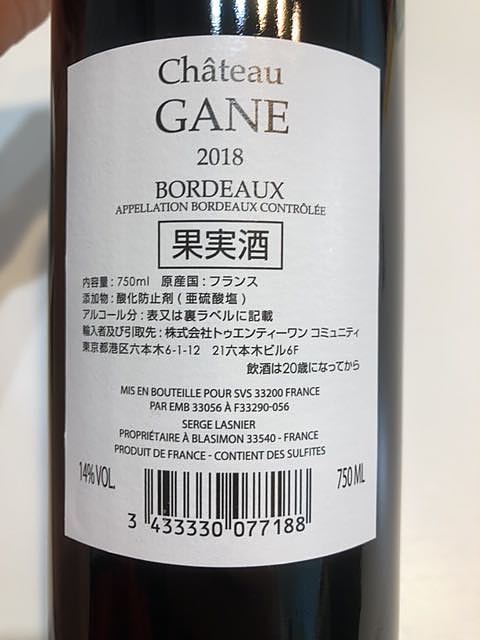 Château
GANE
2018
BORDEAUX
APPELLATION BORDEAUX CONTRÔLÉE
果実酒
内容量:750ml 原産国:フランス
添加物:酸化防止剤(亜硫酸塩)
アルコール分:表又は裏ラベルに記載
輸入者及び引取先:株式会社トゥエンティーワン コミュニティ
東京都港区六本木6-1-12 21六本木ビル6F
飲酒は20歳になってから
MIS EN BOUTEILLE POUR SVS 33200 FRANCE
PAR EMB 33056 À F33290-056
SERGE LASNIER
PROPRIÉTAIRE À BLASIMON 33540 - FRANCE
PRODUIT DE FRANCE - CONTIENT DES SULFITES
14% VOL.
750 ML
3 433330 077188